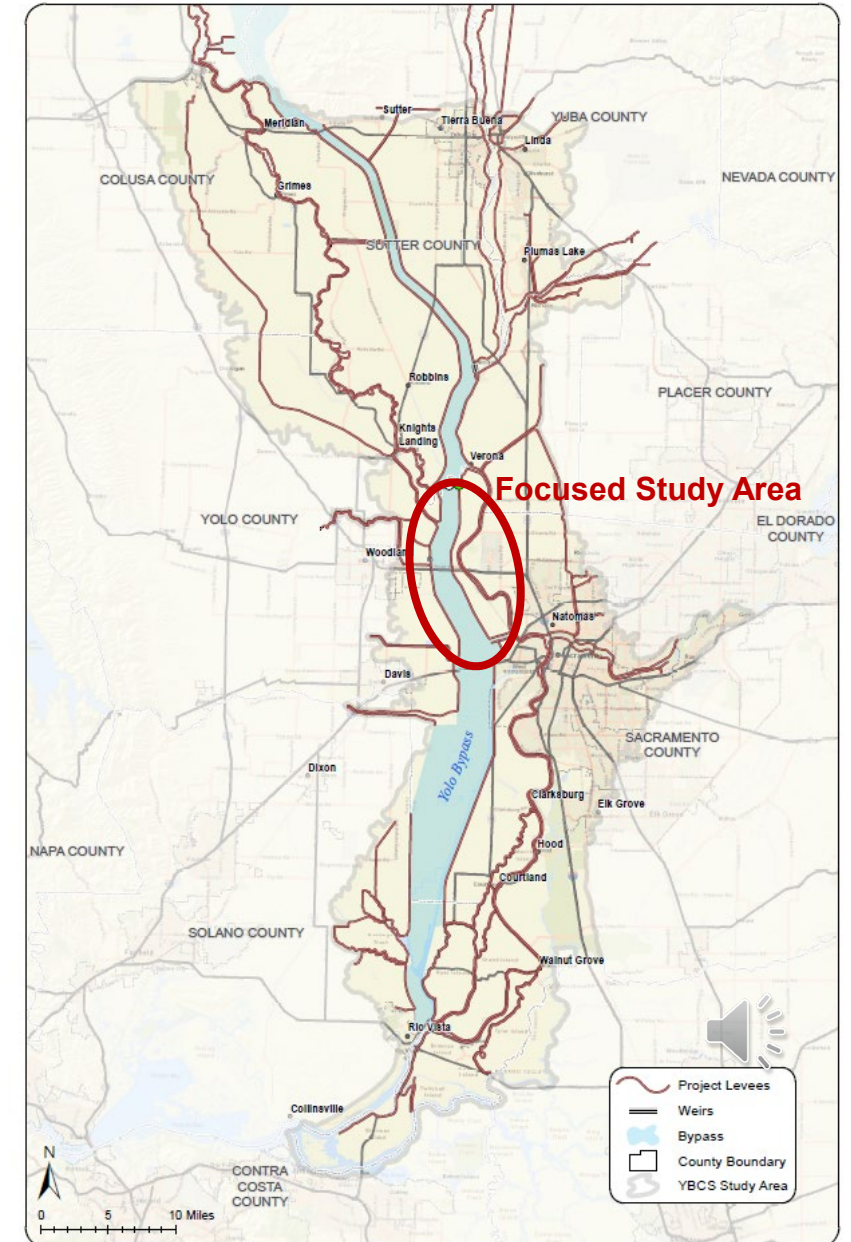 Sutter
Meridian
Tierra Buena
YUBA COUNTY
Linda
COLUSA COUNTY
Grimes
NEVADA COUNTY
SUTTER COUNTY
Plumas Lake
Robbins
PLACER COUNTY
Knights
Landing
Verona
Focused Study Area
YOLO COUNTY
EL DORADO
COUNTY
Woodlan
Natomas
Davis
SACRAMENTO
COUNTY
Yolo Bypass
Dixon
Clarksburg
Elk Grove
Hood
NAPA COUNTY
Courtland
SOLANO COUNTY
Walnut Grove
Rio Vista
Collinsville
CONTRA
COSTA
COUNTY
N
0 5 10 Miles
Project Levees
Weirs
Bypass
County Boundary
YBCS Study Area